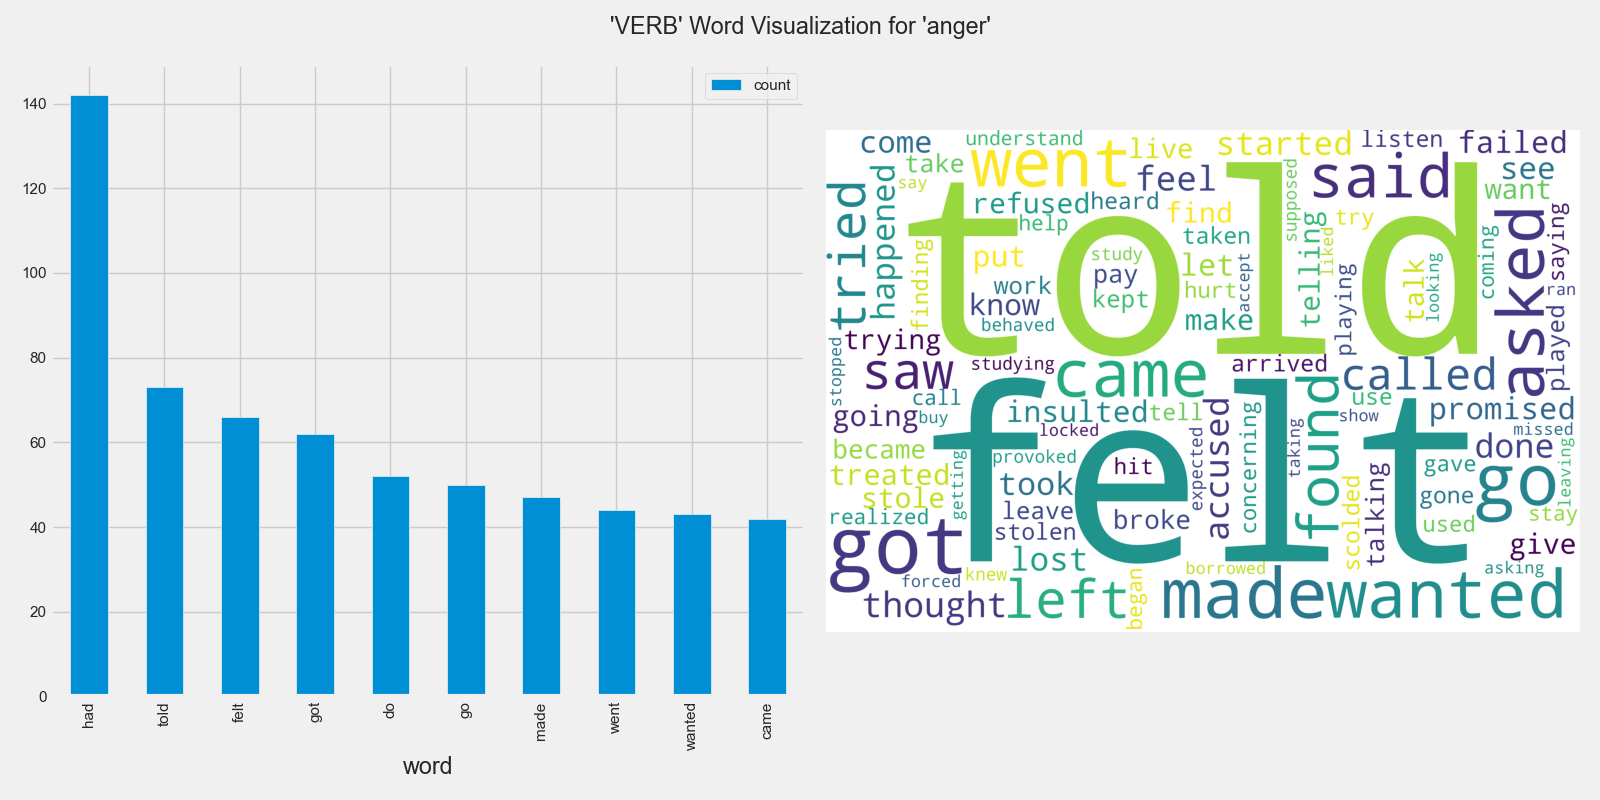 'VERB' Word Visualization for 'anger'
count
140
120
100
80
60
40
20
0
had
told
felt
got
do
go
made
went
wanted
came
word
come
understand
went
live
started
listen
failed
take
say
feel
said
see
want
tried
happened
refused
heard
help
find
supposed
try
told
asked
saying
finding
put
study
taken
let
telling
liked
talk
looking
coming
ran
work
pay
know
kept
hurt
accept
make
playing
behaved
played
trying
stopped
saw
studying
came
arrived
called
call
going
buy
insulted
tell
accused
found
use
show
promised
missed
locked
became
felt
provoked
hit
expected
concerning
taking
done
leaving
treated
getting
took
gave
go
stole
leave
broke
scolded
talking
gone
stay
realized
stolen
used
got
lost
give
forced
knew
began
borrowed
asking
thought
left
made
wanted